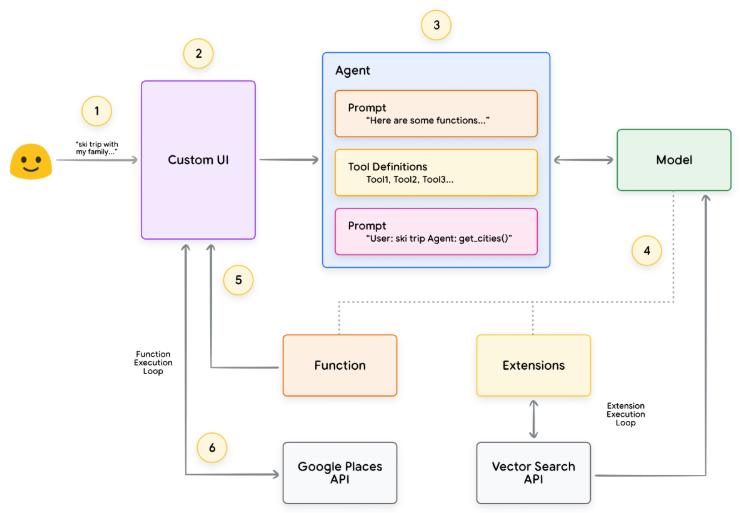 1
2
3
"ski trip with
my family..."
Custom UI
Agent
Prompt
"Here are some functions..."
Tool Definitions
Tool1, Tool2, Tool3...
Prompt
"User: ski trip Agent: get_cities()"
Model
4
5
Function
Execution
Loop
Function
Extensions
Extension
Execution
Loop
6
Google Places
API
Vector Search
API